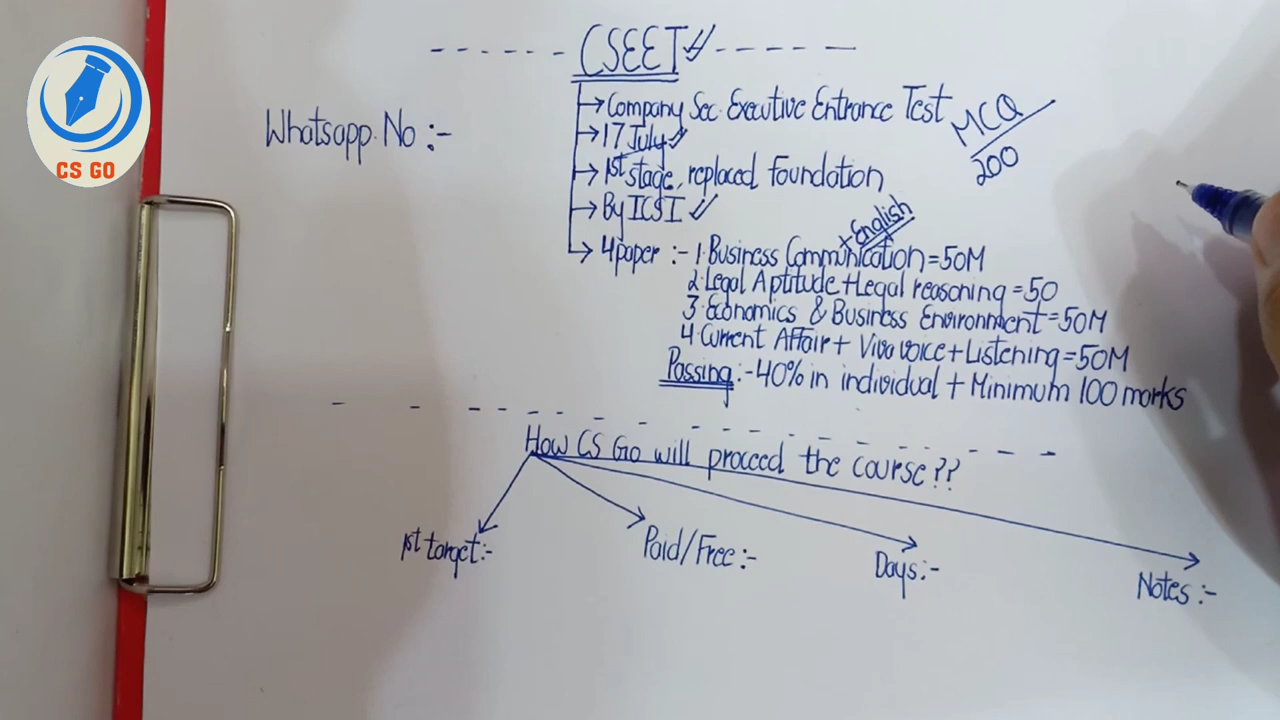 CS GO
CSEET
Whatsapp No :-
→ Company Sec. Executive Entrance Test
MCQ
200
→ 17 July
→ 1st stage, replaced Foundation
→ By ICSI
+ English
→ 4 paper :- 1. Business Communication = 50M
2. Legal Aptitude + Legal reasoning = 50
3. Economics & Business Environment = 50M
4. Current Affair + Viva voice + Listening = 50M
Passing :- 40% in individual + Minimum 100 marks
How CS Go will proceed the course ??
1st target :-
Paid/Free :-
Days :-
Notes :-